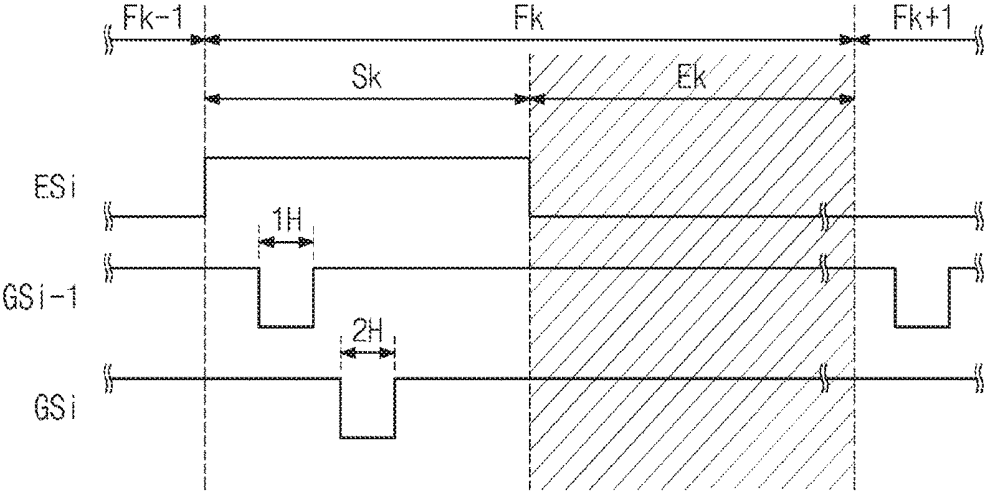 Fk-1 Fk Fk+1
Sk Ek
ESi
1H
GSi-1
2H
GSi